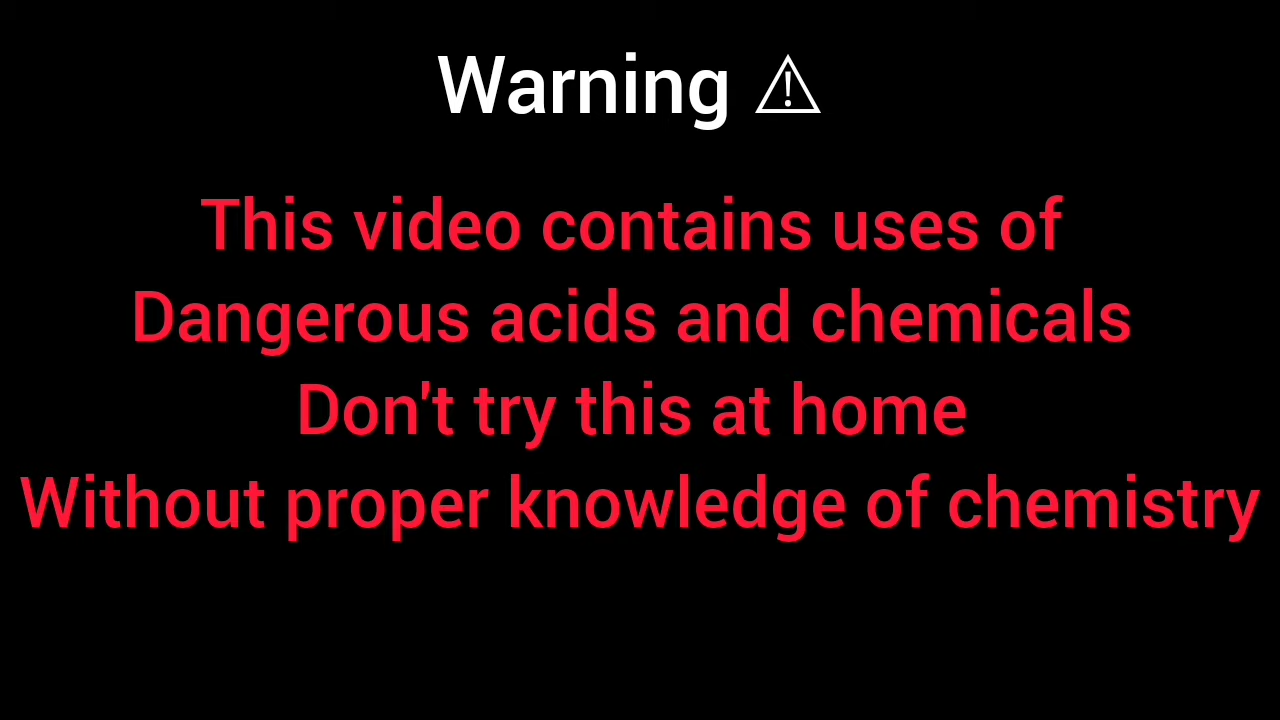 Warning ⚠
This video contains uses of
Dangerous acids and chemicals
Don't try this at home
Without proper knowledge of chemistry